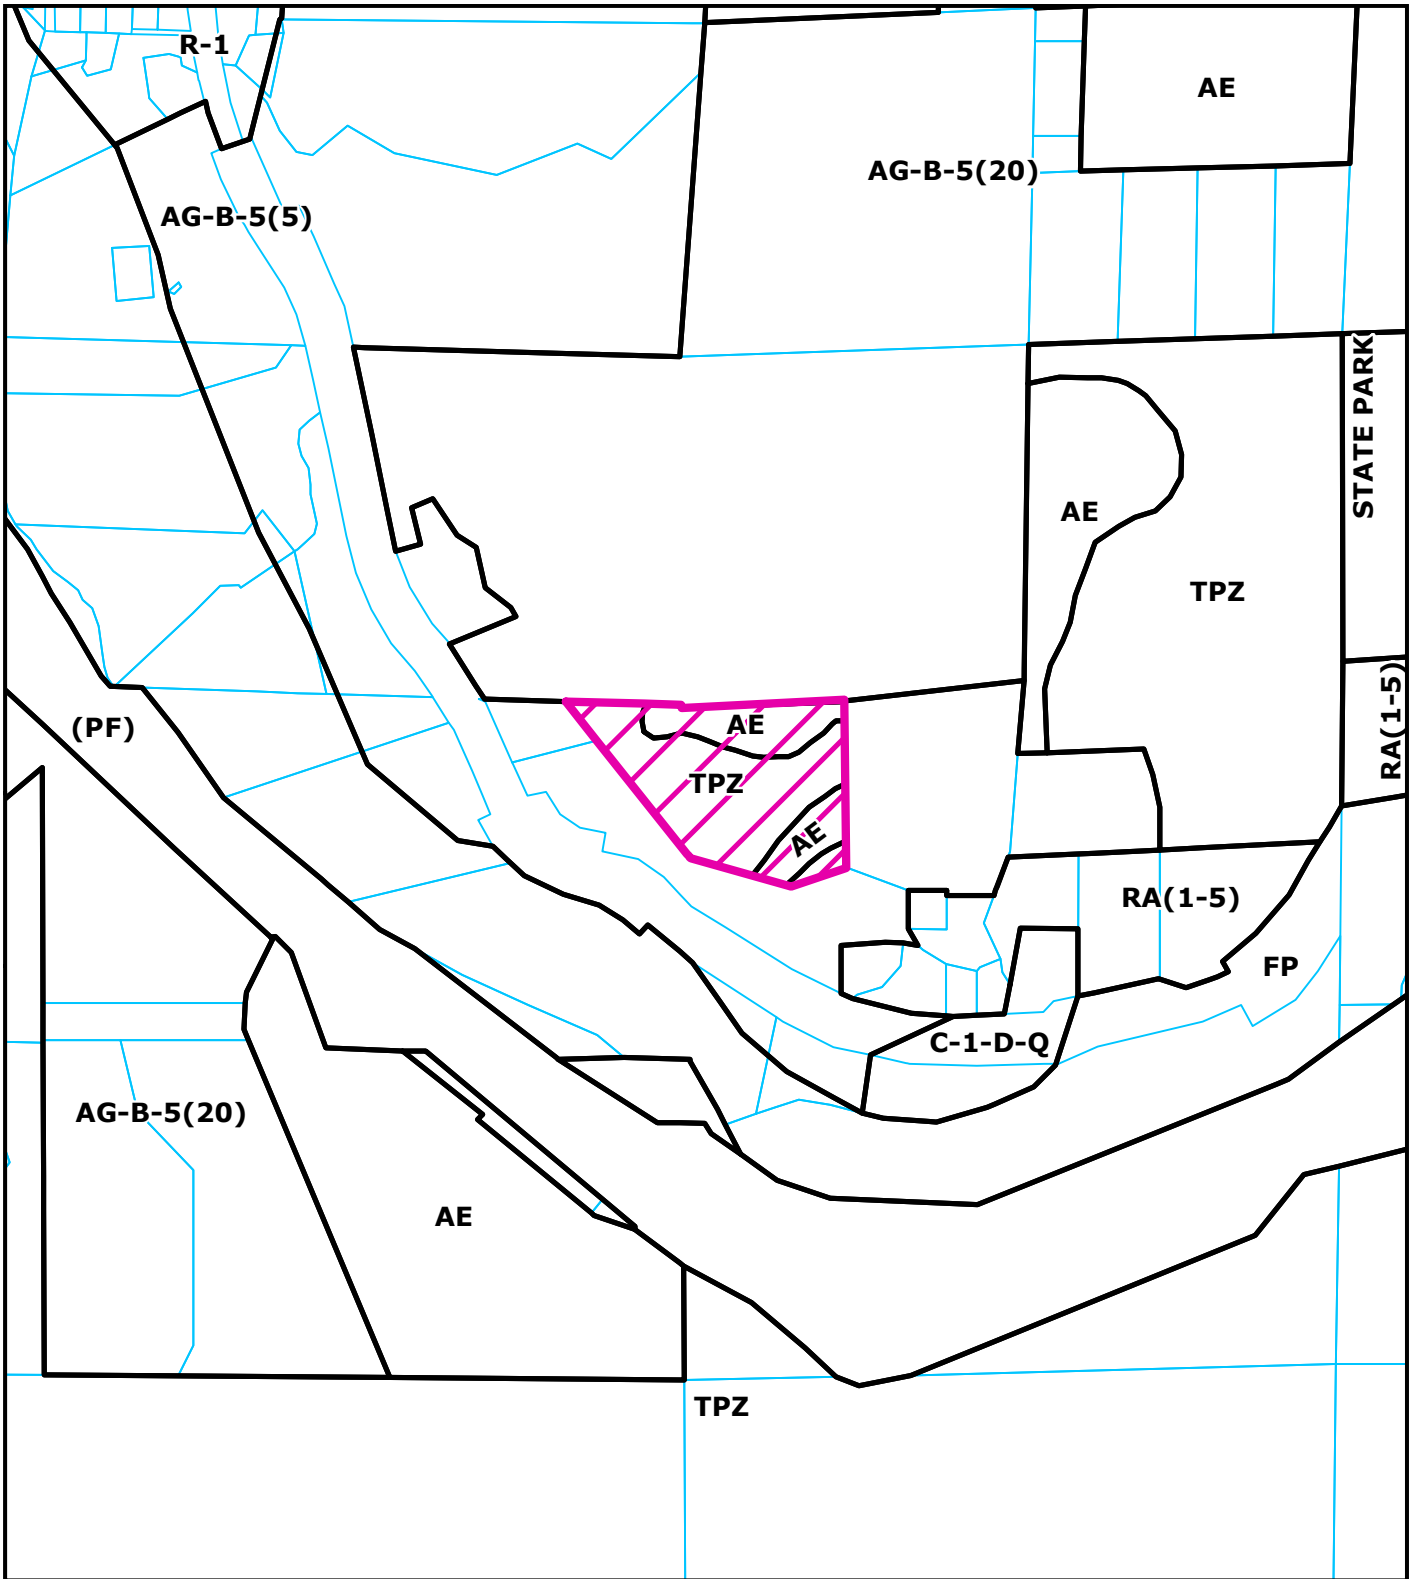 R-1
AE
AG-B-5(20)
AG-B-5(5)
STATE PARK
AE
TPZ
RA(1-5)
(PF)
AE
TPZ
AE
RA(1-5)
FP
C-1-D-Q
AG-B-5(20)
AE
TPZ